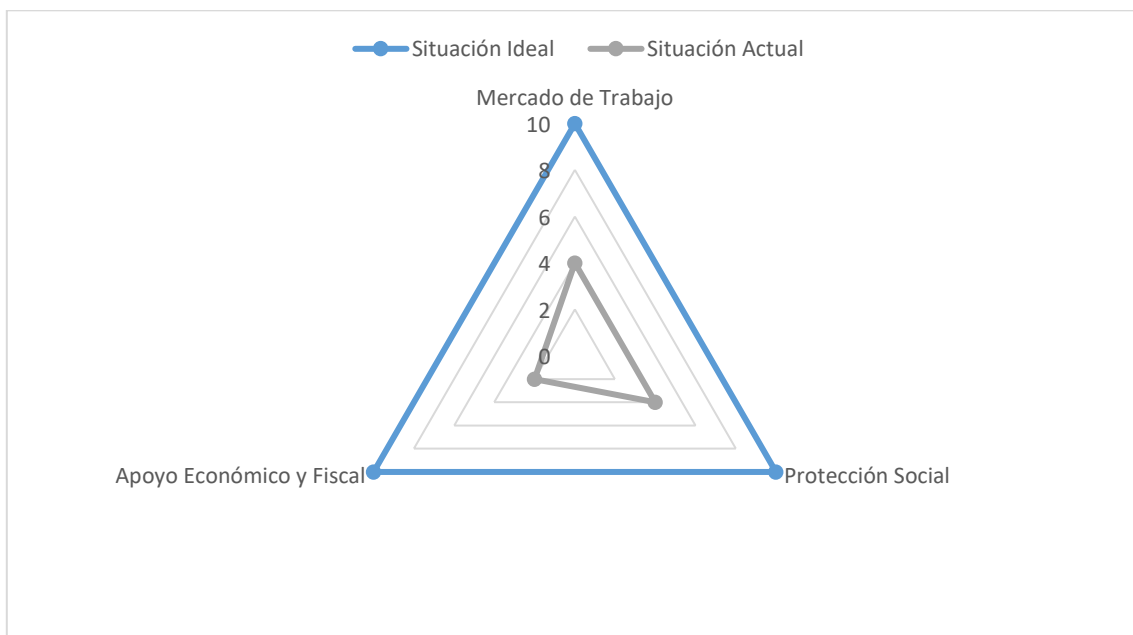 Situación Ideal Situación Actual
Mercado de Trabajo
10
8
6
4
2
0
Apoyo Económico y Fiscal Protección Social